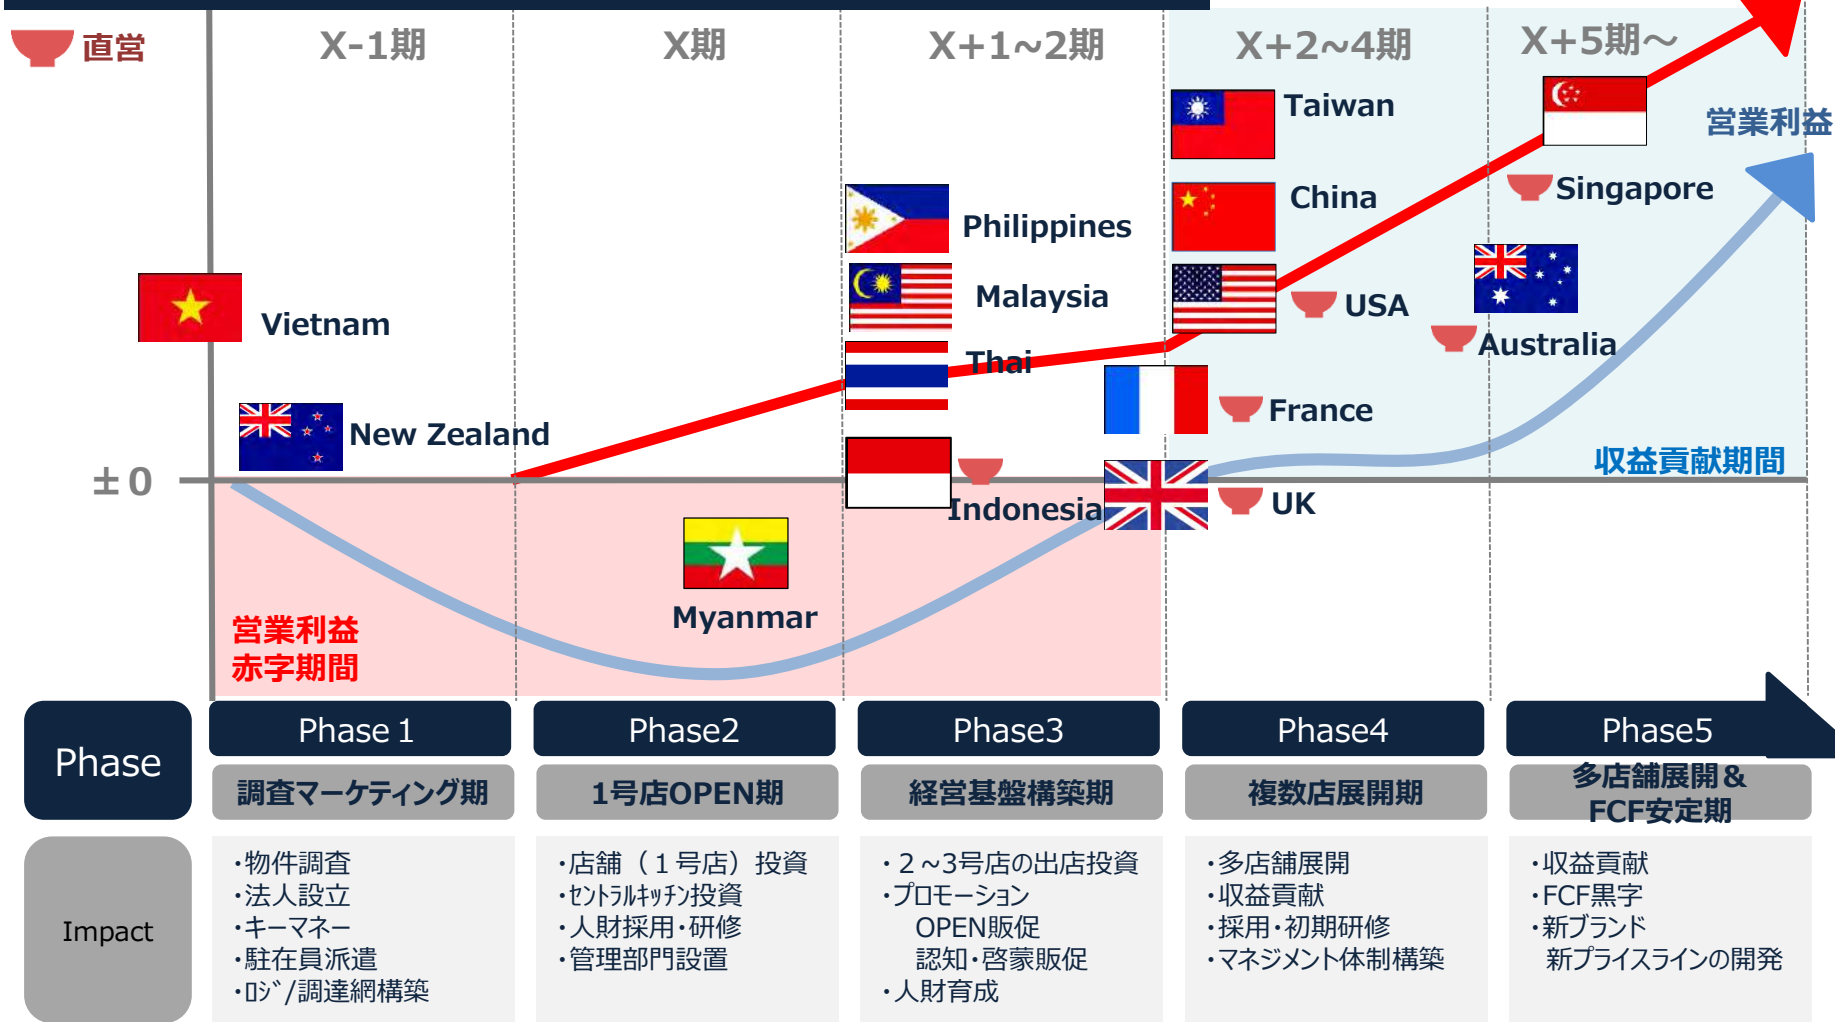 直営
X-1期
X期
X+1~2期
X+2~4期
X+5期～
営業利益
Taiwan
China
Singapore
Philippines
Malaysia
USA
Australia
Vietnam
Thai
France
New Zealand
収益貢献期間
±0
Indonesia
UK
Myanmar
営業利益
赤字期間
Phase
Phase 1
Phase2
Phase3
Phase4
Phase5
調査マーケティング期
1号店OPEN期
経営基盤構築期
複数店展開期
多店舗展開＆
FCF安定期
Impact
・物件調査
・法人設立
・キーマネー
・駐在員派遣
・ﾛｼﾞ/調達網構築
・店舗（１号店）投資
・ｾﾝﾄﾗﾙｷｯﾁﾝ投資
・人財採用・研修
・管理部門設置
・２~3号店の出店投資
・プロモーション
OPEN販促
認知・啓蒙販促
・人財育成
・多店舗展開
・収益貢献
・採用・初期研修
・マネジメント体制構築
・収益貢献
・FCF黒字
・新ブランド
新プライスラインの開発